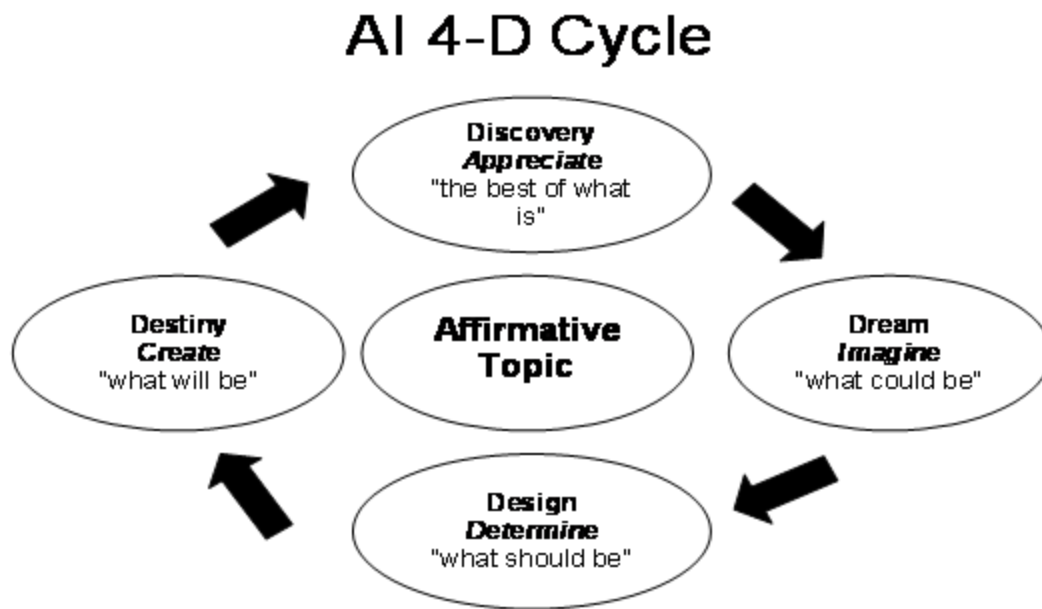 AI 4-D Cycle
Discovery
Appreciate
"the best of what
is"
Destiny
Create
"what will be"
Affirmative
Topic
Dream
Imagine
"what could be"
Design
Determine
"what should be"